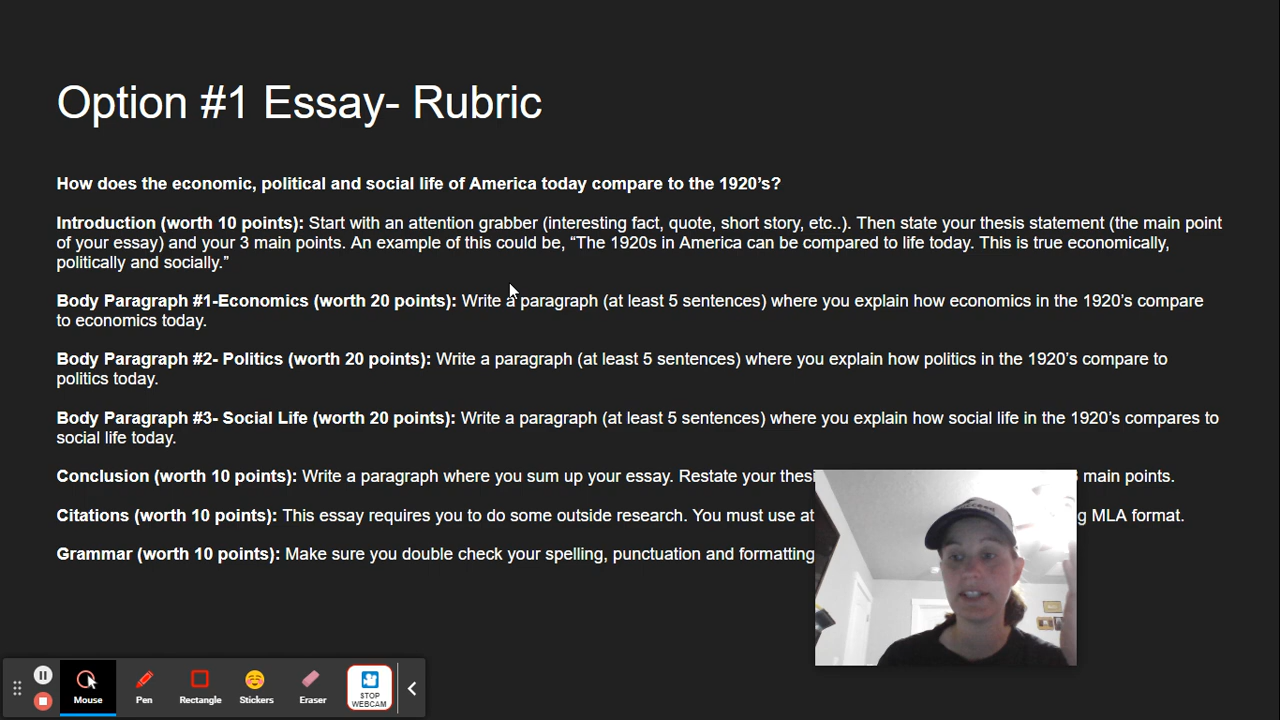 Option #1 Essay- Rubric
How does the economic, political and social life of America today compare to the 1920’s?
Introduction (worth 10 points): Start with an attention grabber (interesting fact, quote, short story, etc..). Then state your thesis statement (the main point
of your essay) and your 3 main points. An example of this could be, “The 1920s in America can be compared to life today. This is true economically,
politically and socially.”
Body Paragraph #1-Economics (worth 20 points): Write a paragraph (at least 5 sentences) where you explain how economics in the 1920’s compare
to economics today.
Body Paragraph #2- Politics (worth 20 points): Write a paragraph (at least 5 sentences) where you explain how politics in the 1920’s compare to
politics today.
Body Paragraph #3- Social Life (worth 20 points): Write a paragraph (at least 5 sentences) where you explain how social life in the 1920’s compares to
social life today.
Conclusion (worth 10 points): Write a paragraph where you sum up your essay. Restate your main points.
Citations (worth 10 points): This essay requires you to do some outside research. You must use at MLA format.
Grammar (worth 10 points): Make sure you double check your spelling, punctuation and formatting
Mouse Pen Rectangle Stickers Eraser STOP
WEBCAM